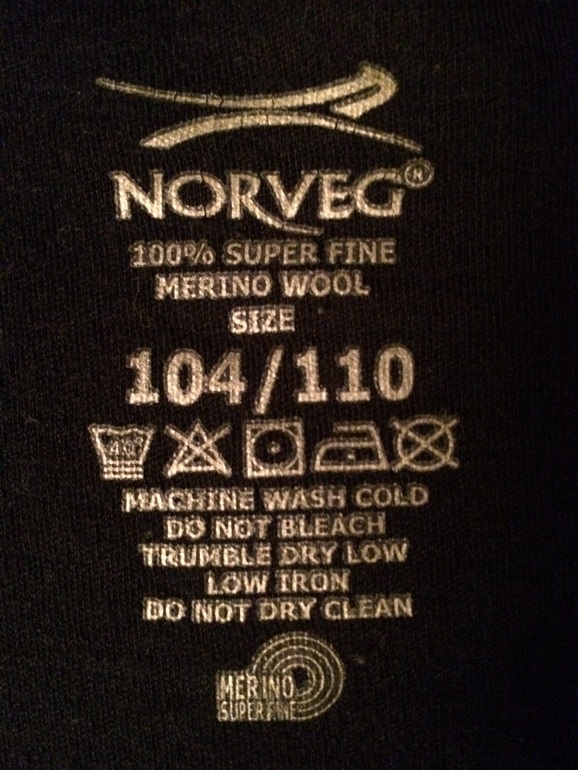 NORVEG®
100% SUPER FINE
MERINO WOOL
SIZE
104/110
40°
MACHINE WASH COLD
DO NOT BLEACH
TRUMBLE DRY LOW
LOW IRON
DO NOT DRY CLEAN
MERINO
SUPER FINE